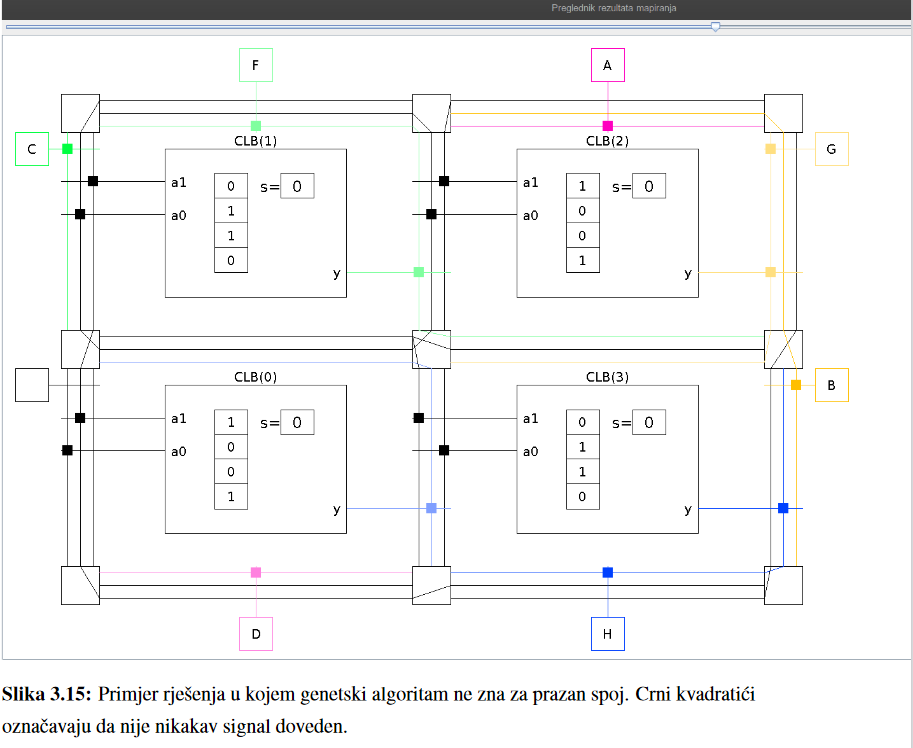 Preglednik rezultata mapiranja
F
A
C
G
CLB(1)
CLB(2)
a1
0
s=
0
a1
1
s=
0
a0
1
a0
0
1
0
0
1
y
y
CLB(0)
CLB(3)
B
a1
1
s=
0
a1
0
s=
0
a0
0
a0
1
0
1
1
0
y
y
D
H
Slika 3.15: Primjer rješenja u kojem genetski algoritam ne zna za prazan spoj. Crni kvadratići
označavaju da nije nikakav signal doveden.